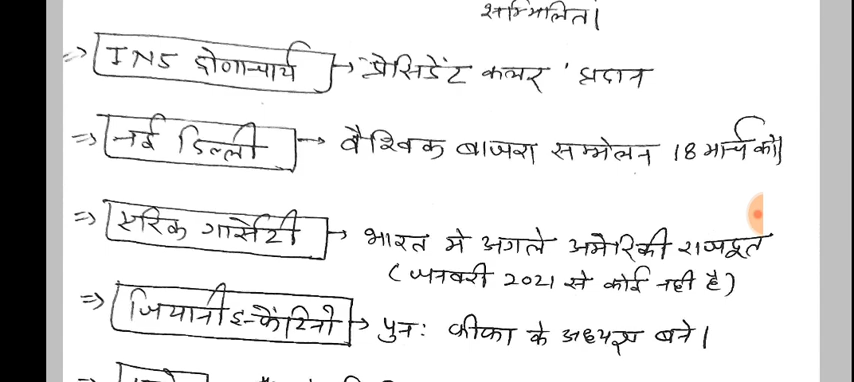 सम्मिलित।
⇒ INS द्रोणाचार्य → 'प्रेसिडेंट कलर' प्रदान
⇒ नई दिल्ली → वैश्विक बाजरा सम्मेलन 18 मार्च को।
⇒ एरिक गार्सेटी → भारत मे अगले अमेरिकी राजदूत
(जनवरी 2021 से कोई नही है)
⇒ जियानी इन्फेंटिनो → पुनः फीफा के अध्यक्ष बने।